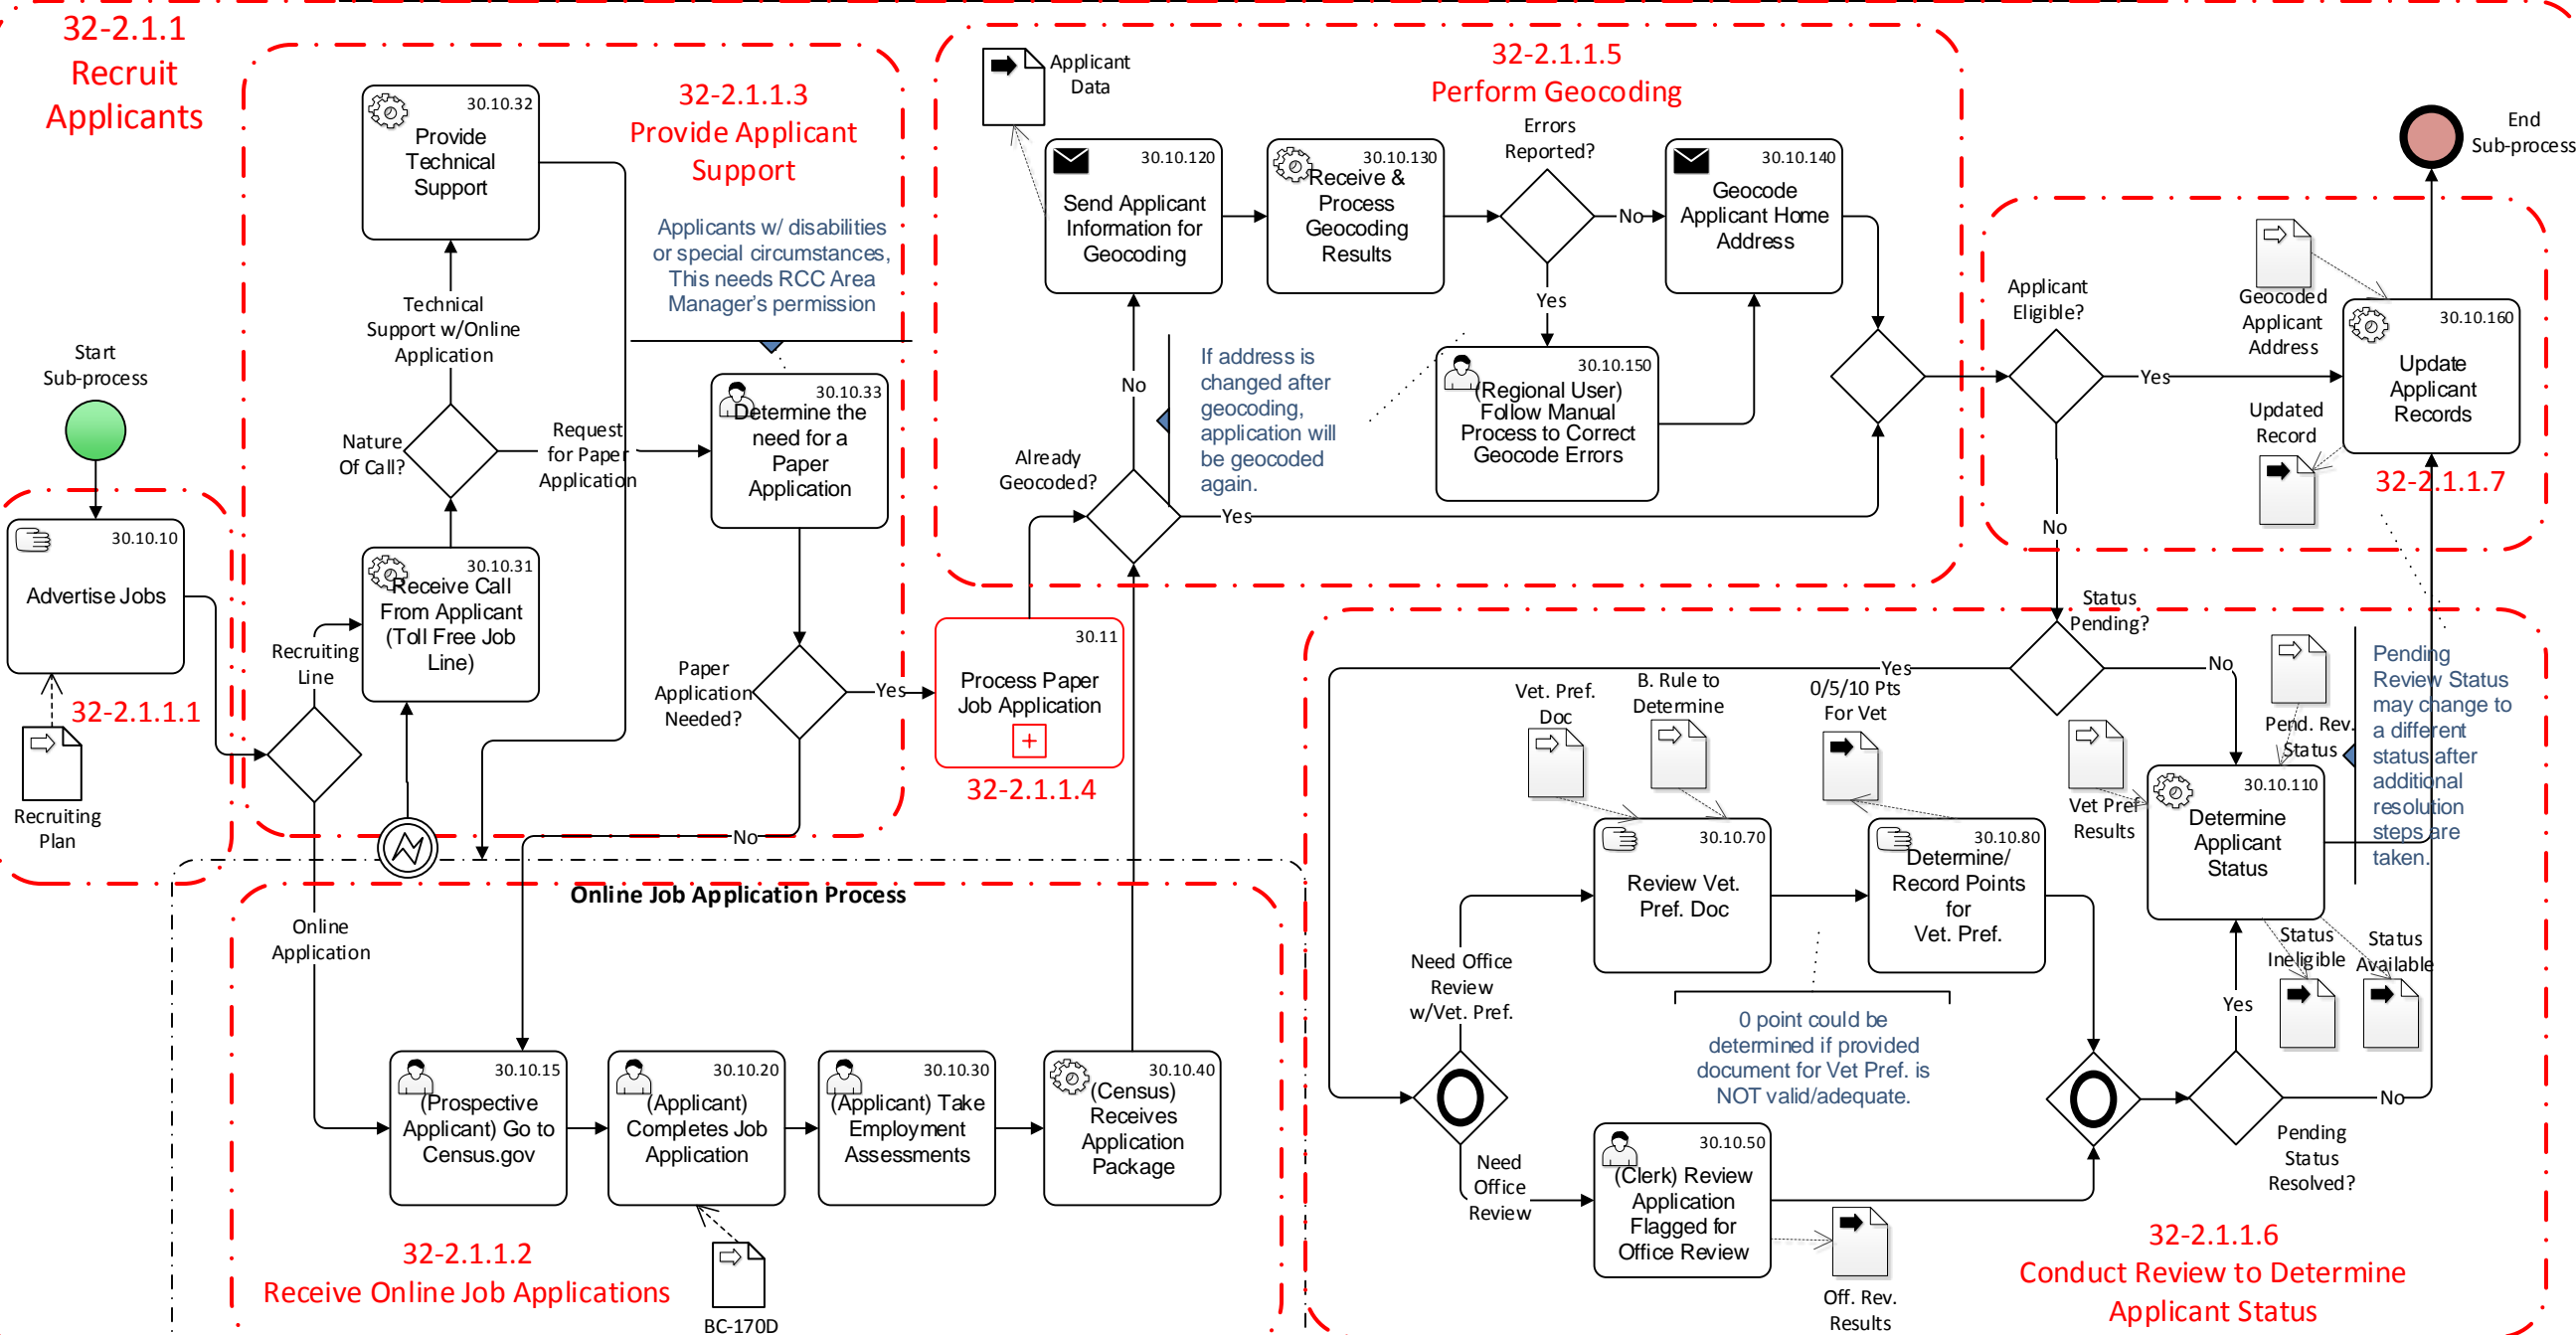 32-2.1.1
Recruit
Applicants
Start
Sub-process
30.10.10
Advertise Jobs
32-2.1.1.1
Recruiting
Plan
Recruiting
Line
Online
Application
32-2.1.1.3
Provide Applicant
Support
30.10.32
Provide
Technical
Support
Applicants w/ disabilities
or special circumstances,
This needs RCC Area
Manager's permission
Technical
Support w/Online
Application
Nature
Of Call?
Request
for Paper
Application
30.10.33
Determine the
need for a
Paper
Application
30.10.31
Receive Call
From Applicant
(Toll Free Job
Line)
Paper
Application
Needed?
Yes
No
30.11
Process Paper
Job Application
32-2.1.1.4
Online Job Application Process
30.10.15
(Prospective
Applicant) Go to
Census.gov
30.10.20
(Applicant)
Completes Job
Application
30.10.30
(Applicant) Take
Employment
Assessments
30.10.40
(Census)
Receives
Application
Package
32-2.1.1.2
Receive Online Job Applications
BC-170D
32-2.1.1.5
Perform Geocoding
Applicant
Data
30.10.120
Send Applicant
Information for
Geocoding
30.10.130
Receive &
Process
Geocoding
Results
Errors
Reported?
No
Yes
30.10.140
Geocode
Applicant Home
Address
30.10.150
(Regional User)
Follow Manual
Process to Correct
Geocode Errors
If address is
changed after
geocoding,
application will
be geocoded
again.
Already
Geocoded?
No
Yes
End
Sub-process
Applicant
Eligible?
Yes
No
Geocoded
Applicant
Address
Updated
Record
30.10.160
Update
Applicant
Records
32-2.1.1.7
Status
Pending?
Yes
No
Vet. Pref.
Doc
B. Rule to
Determine
0/5/10 Pts
For Vet
Pend. Rev.
Status
Vet Pref
Results
Pending
Review Status
may change to
a different
status after
additional
resolution
steps are
taken.
30.10.70
Review Vet.
Pref. Doc
30.10.80
Determine/
Record Points
for
Vet. Pref.
30.10.110
Determine
Applicant
Status
Status
Ineligible
Status
Available
Need Office
Review
w/Vet. Pref.
0 point could be
determined if provided
document for Vet Pref. is
NOT valid/adequate.
Yes
No
Pending
Status
Resolved?
Need
Office
Review
30.10.50
(Clerk) Review
Application
Flagged for
Office Review
Off. Rev.
Results
32-2.1.1.6
Conduct Review to Determine
Applicant Status